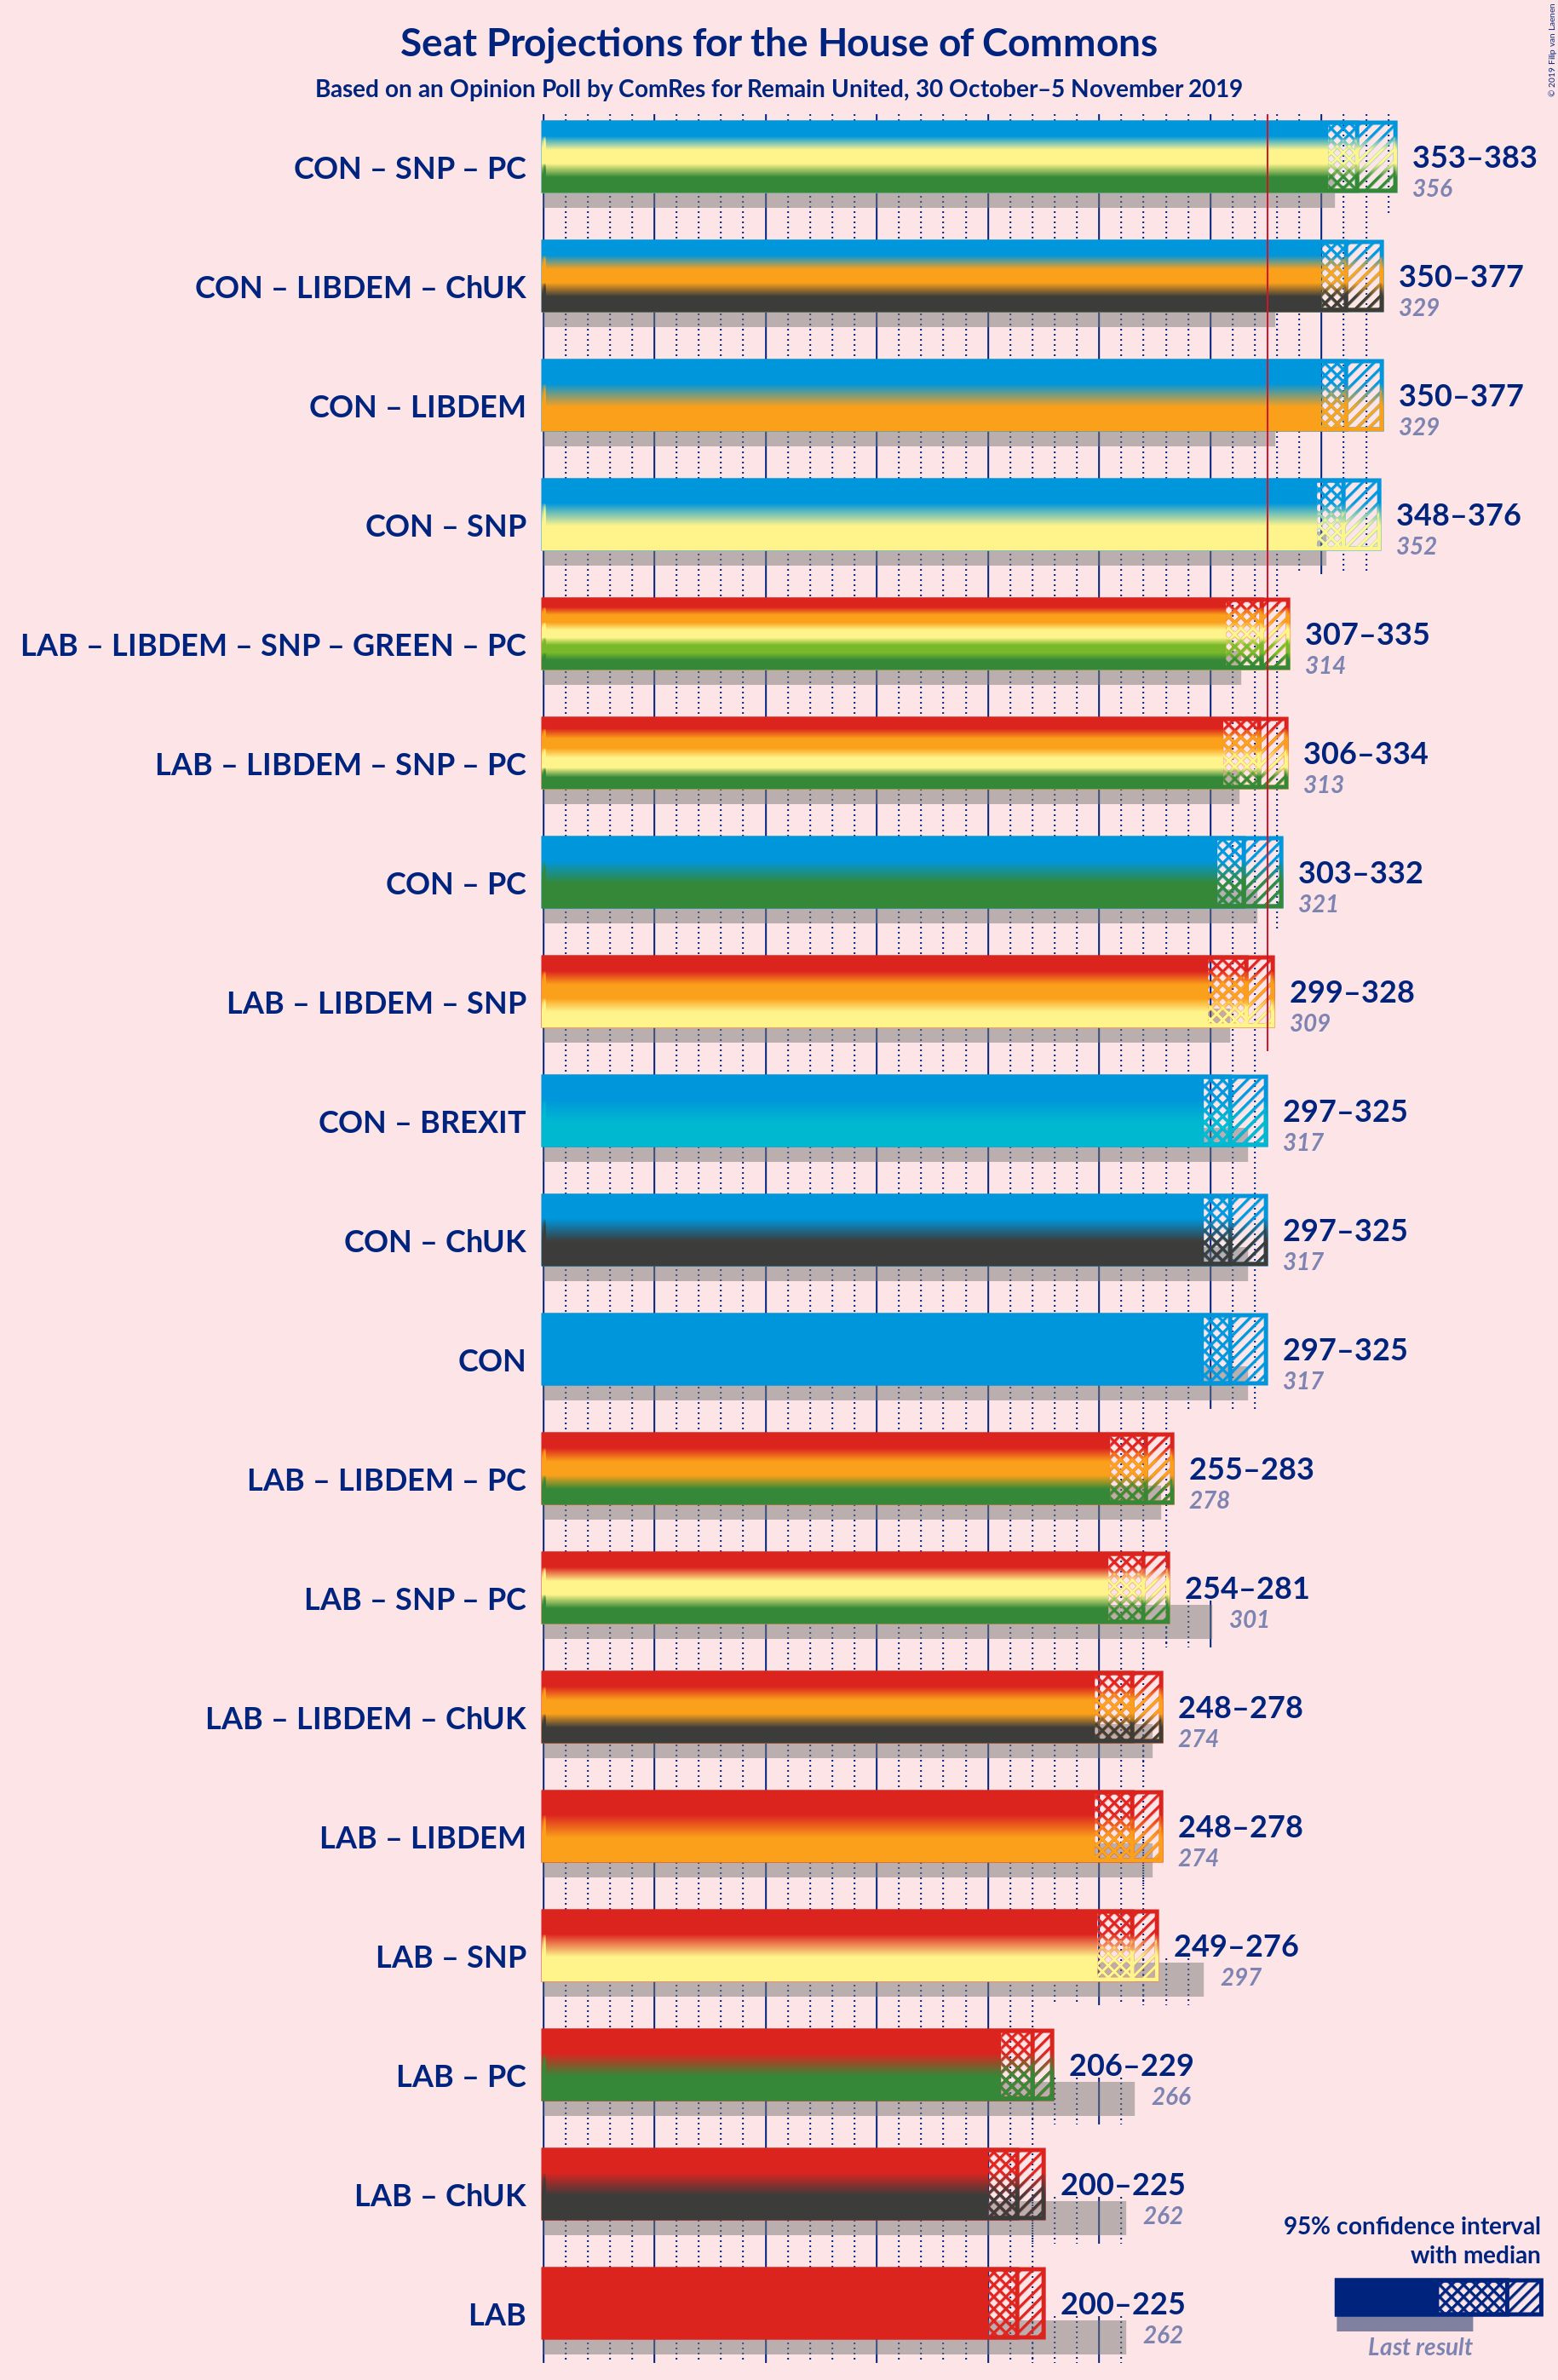 Seat Projections for the House of Commons
Based on an Opinion Poll by ComRes for Remain United, 30 October–5 November 2019
© 2019 Filip van Laenen
CON – SNP – PC
353–383
356
CON – LIBDEM – ChUK
350–377
329
CON – LIBDEM
350–377
329
CON – SNP
348–376
352
LAB – LIBDEM – SNP – GREEN – PC
307–335
314
LAB – LIBDEM – SNP – PC
306–334
313
CON – PC
303–332
321
LAB – LIBDEM – SNP
299–328
309
CON – BREXIT
297–325
317
CON – ChUK
297–325
317
CON
297–325
317
LAB – LIBDEM – PC
255–283
278
LAB – SNP – PC
254–281
301
LAB – LIBDEM – ChUK
248–278
274
LAB – LIBDEM
248–278
274
LAB – SNP
249–276
297
LAB – PC
206–229
266
LAB – ChUK
200–225
262
LAB
200–225
262
95% confidence interval
with median
Last result